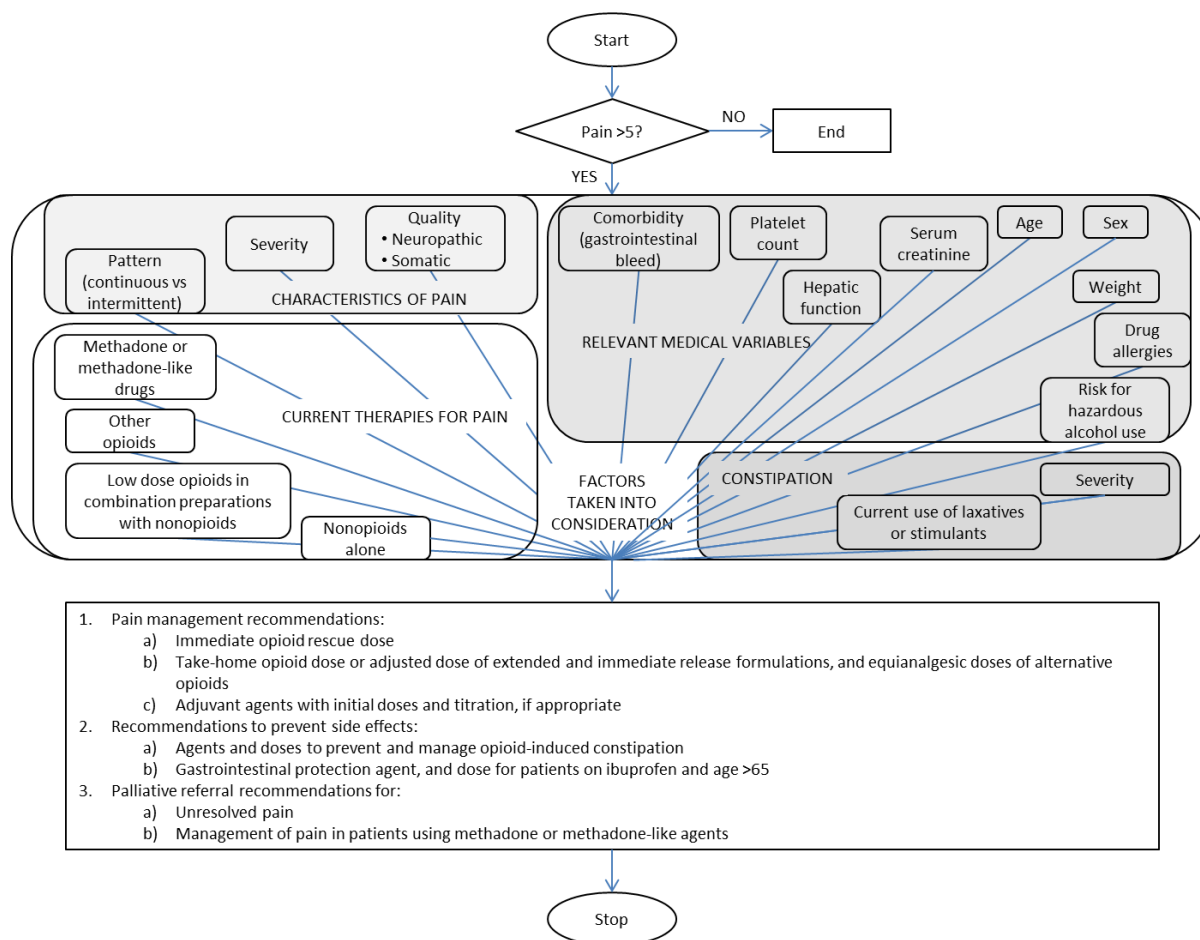 Start
Pain >5?
NO
End
YES
Pattern
(continuous vs
intermittent)
Severity
Quality
• Neuropathic
• Somatic
CHARACTERISTICS OF PAIN
Comorbidity
(gastrointestinal
bleed)
Platelet
count
Hepatic
function
Serum
creatinine
Age
Sex
Weight
Drug
allergies
Risk for
hazardous
alcohol use
RELEVANT MEDICAL VARIABLES
Methadone or
methadone-like
drugs
Other
opioids
Low dose opioids in
combination preparations
with nonopioids
Nonopioids
alone
CURRENT THERAPIES FOR PAIN
FACTORS
TAKEN INTO
CONSIDERATION
CONSTIPATION
Severity
Current use of laxatives
or stimulants
1. Pain management recommendations:
a) Immediate opioid rescue dose
b) Take-home opioid dose or adjusted dose of extended and immediate release formulations, and equianalgesic doses of alternative
opioids
c) Adjuvant agents with initial doses and titration, if appropriate
2. Recommendations to prevent side effects:
a) Agents and doses to prevent and manage opioid-induced constipation
b) Gastrointestinal protection agent, and dose for patients on ibuprofen and age >65
3. Palliative referral recommendations for:
a) Unresolved pain
b) Management of pain in patients using methadone or methadone-like agents
Stop